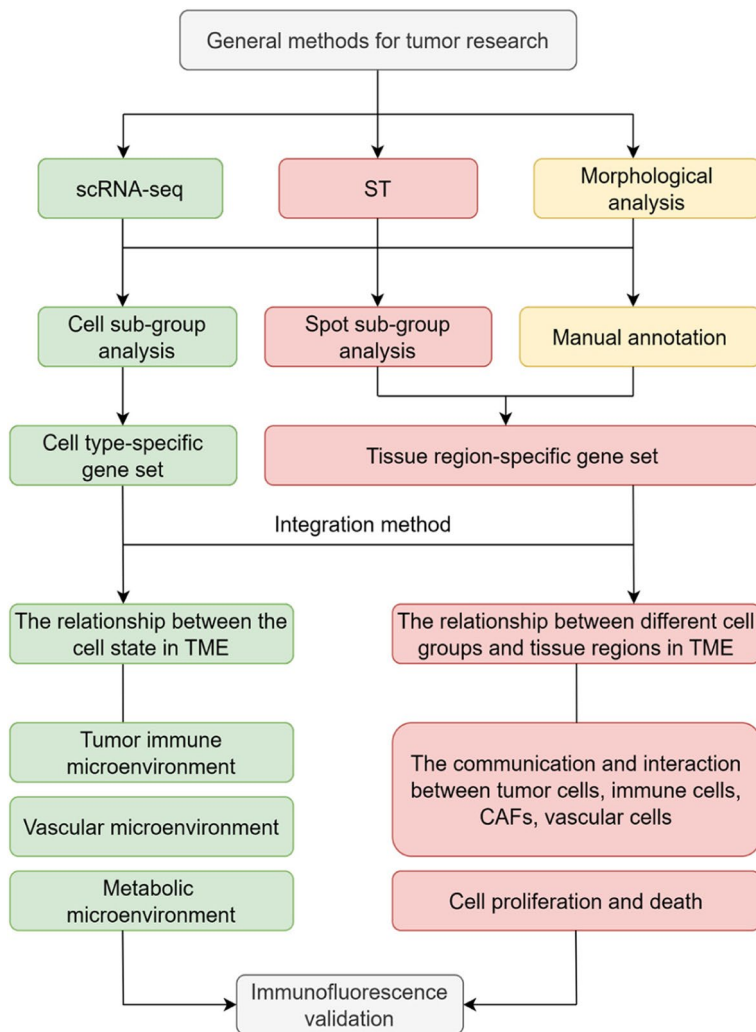 General methods for tumor research
scRNA-seq
ST
Morphological
analysis
Cell sub-group
analysis
Spot sub-group
analysis
Manual annotation
Cell type-specific
gene set
Tissue region-specific gene set
Integration method
The relationship between the
cell state in TME
The relationship between different cell
groups and tissue regions in TME
Tumor immune
microenvironment
Vascular microenvironment
Metabolic
microenvironment
The communication and interaction
between tumor cells, immune cells,
CAFs, vascular cells
Cell proliferation and death
Immunofluorescence
validation